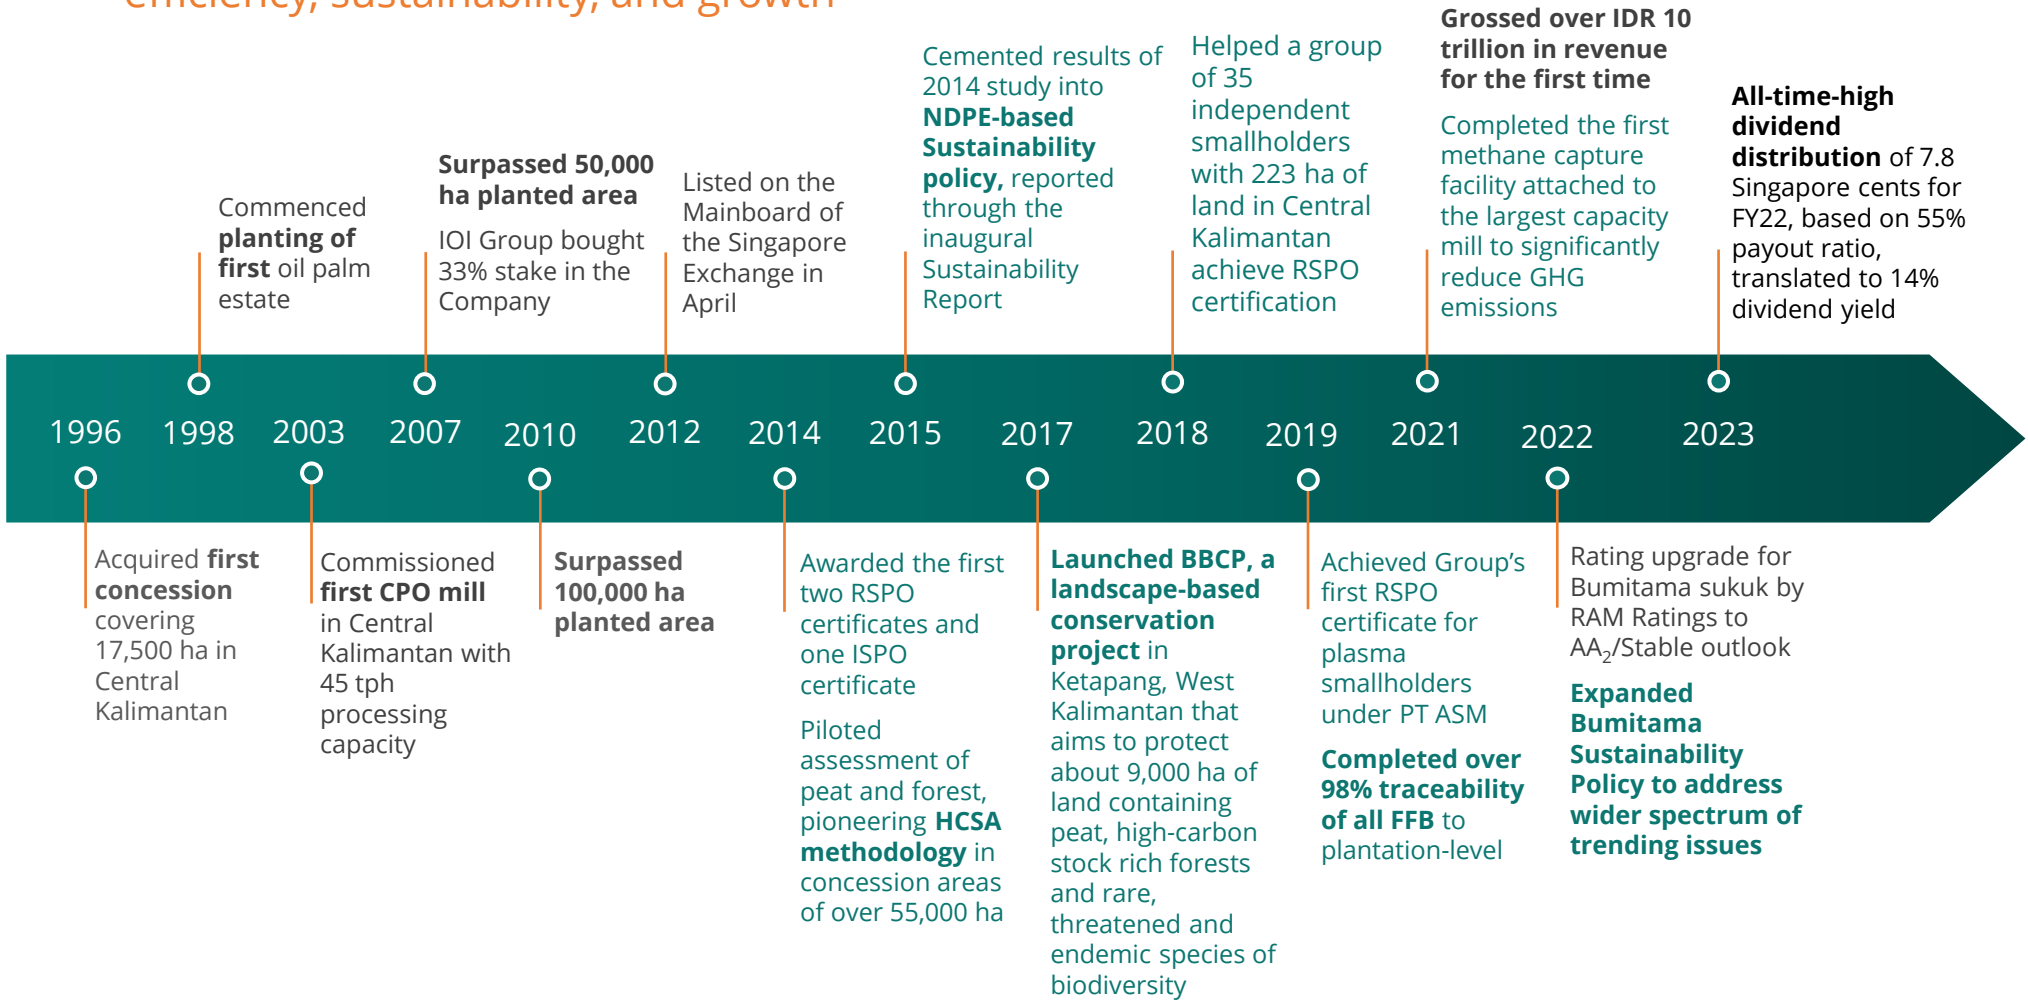 efficiency, sustainability, and growth
Commenced
planting of
first oil palm
estate
Surpassed 50,000
ha planted area
IOI Group bought
33% stake in the
Company
Listed on the
Mainboard of
the Singapore
Exchange in
April
Cemented results of
2014 study into
NDPE-based
Sustainability
policy, reported
through the
inaugural
Sustainability
Report
Helped a group
of 35
independent
smallholders
with 223 ha of
land in Central
Kalimantan
achieve RSPO
certification
Grossed over IDR 10
trillion in revenue
for the first time
Completed the first
methane capture
facility attached to
the largest capacity
mill to significantly
reduce GHG
emissions
All-time-high
dividend
distribution of 7.8
Singapore cents for
FY22, based on 55%
payout ratio,
translated to 14%
dividend yield
1996 1998 2003 2007 2010 2012 2014 2015 2017 2018 2019 2021 2022 2023
Acquired first
concession
covering
17,500 ha in
Central
Kalimantan
Commissioned
first CPO mill
in Central
Kalimantan with
45 tph
processing
capacity
Surpassed
100,000 ha
planted area
Awarded the first
two RSPO
certificates and
one ISPO
certificate
Piloted
assessment of
peat and forest,
pioneering HCSA
methodology in
concession areas
of over 55,000 ha
Launched BBCP, a
landscape-based
conservation
project in
Ketapang, West
Kalimantan that
aims to protect
about 9,000 ha of
land containing
peat, high-carbon
stock rich forests
and rare,
threatened and
endemic species of
biodiversity
Achieved Group’s
first RSPO
certificate for
plasma
smallholders
under PT ASM
Completed over
98% traceability
of all FFB to
plantation-level
Rating upgrade for
Bumitama sukuk by
RAM Ratings to
AA2/Stable outlook
Expanded
Bumitama
Sustainability
Policy to address
wider spectrum of
trending issues